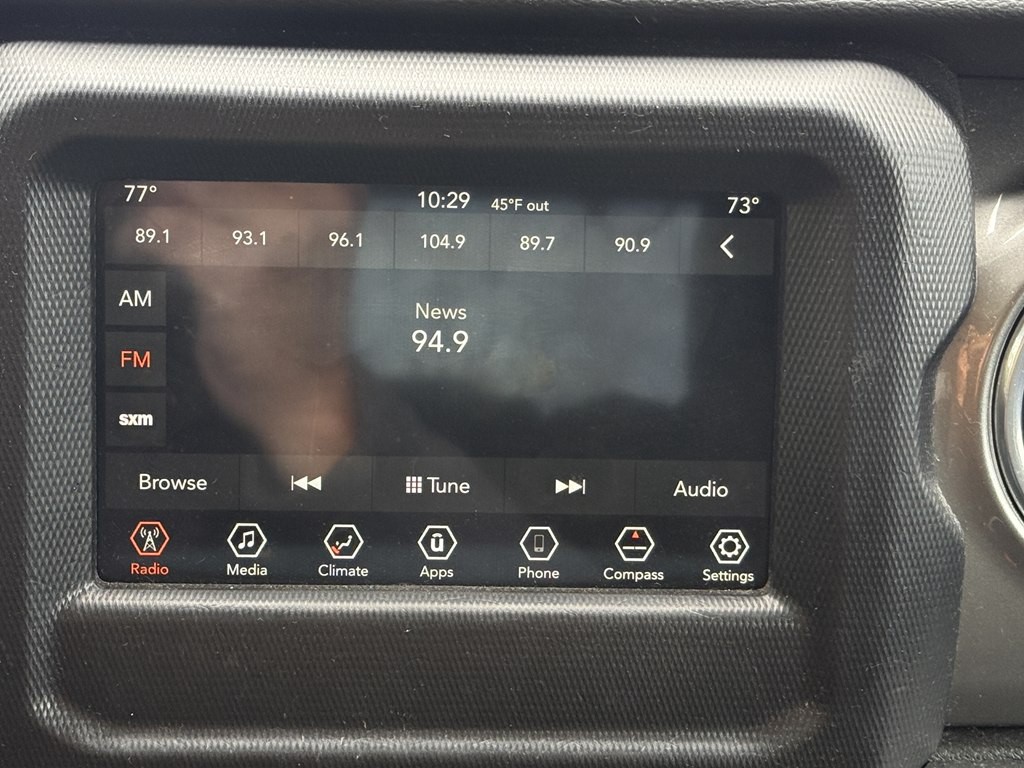 77° 10:29 45°F out 73°
89.1 93.1 96.1 104.9 89.7 90.9
AM
News
94.9
FM
sxm
Browse Tune Audio
Radio Media Climate Apps Phone Compass Settings